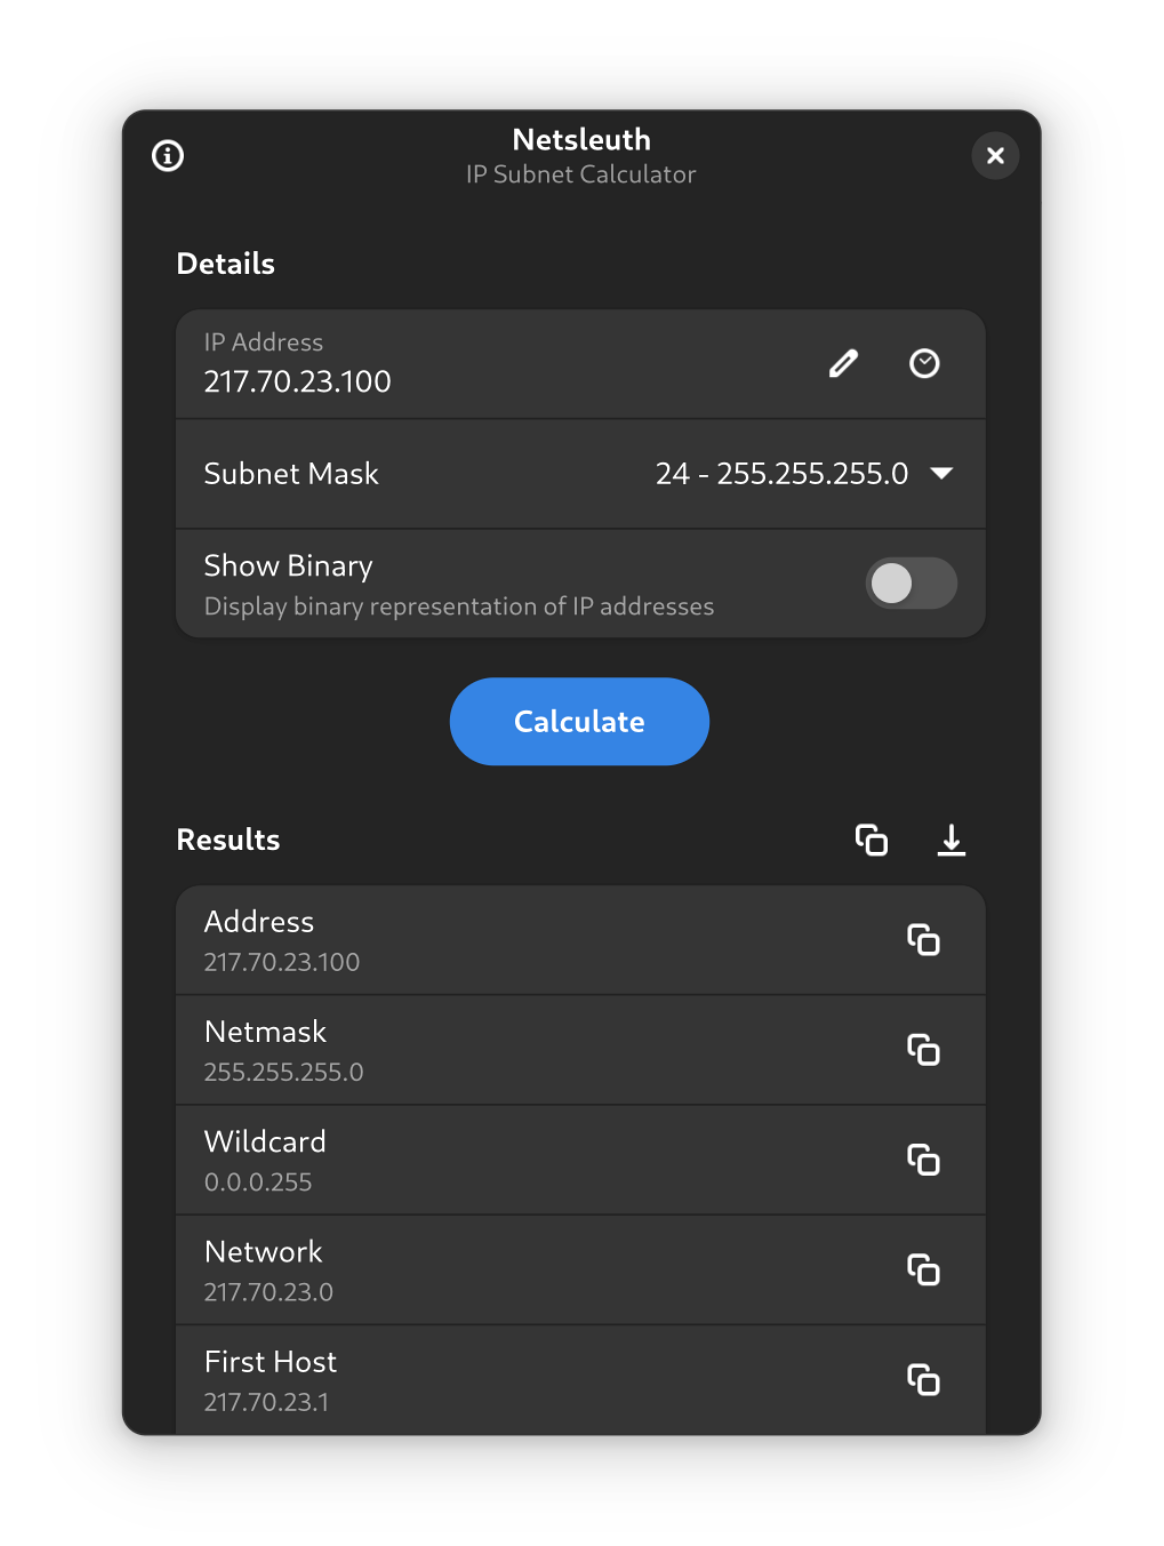 Netsleuth
IP Subnet Calculator
Details
IP Address
217.70.23.100
Subnet Mask
24 - 255.255.255.0
Show Binary
Display binary representation of IP addresses
Calculate
Results
Address
217.70.23.100
Netmask
255.255.255.0
Wildcard
0.0.0.255
Network
217.70.23.0
First Host
217.70.23.1